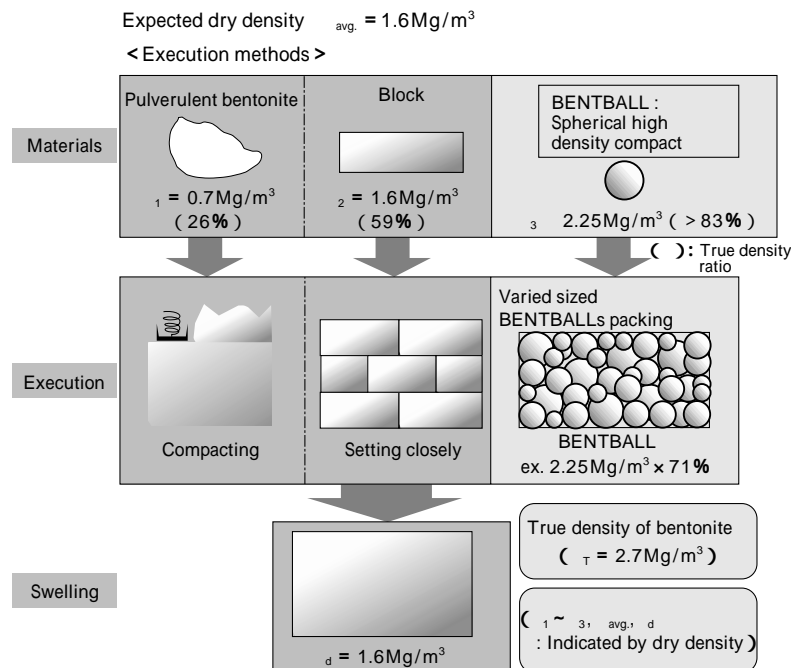 Expected dry density avg. = 1.6Mg/m³
< Execution methods >
Pulverulent bentonite
1 = 0.7Mg/m³
( 26% )
Block
2 = 1.6Mg/m³
(59%)
BENTBALL :
Spherical high
density compact
3 2.25Mg/m³ ( > 83% )
Materials
( ): True density
ratio
Execution
Compacting
Setting closely
Varied sized
BENTBALLs packing
BENTBALL
ex. 2.25Mg/m³ × 71%
Swelling
d = 1.6Mg/m³
True density of bentonite
( T = 2.7Mg/m³ )
( 1 ~ 3, avg., d
: Indicated by dry density )